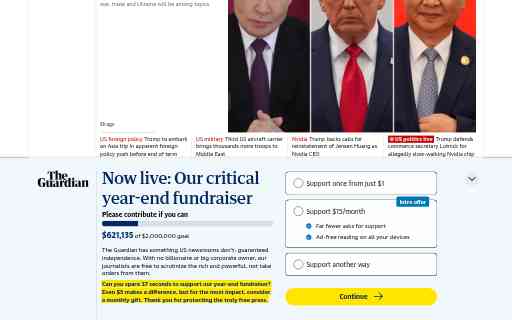 war, trade and Ukraine will be among topics
8h ago
US foreign policy Trump to embark
on Asia trip in apparent foreign
policy push before end of term
US military Third US aircraft carrier
brings thousands more troops to
Middle East
Nvidia Trump backs calls for
reinstatement of Jensen Huang as
Nvidia CEO
US politics live Trump defends
commerce secretary Lutnick for
allegedly slow-walking Nvidia chip
The
Guardian
Now live: Our critical
year-end fundraiser
Please contribute if you can
$621,135 of $2,000,000 goal
The Guardian has something US newsrooms don't - guaranteed
independence. With no billionaire or big corporate owner, our
journalists are free to scrutinize the rich and powerful, not take
orders from them.
Can you spare 37 seconds to support our year-end fundraiser?
Even $5 makes a difference, but for the most impact, consider
a monthly gift. Thank you for protecting the truly free press.
Support once from just $1
Intro offer
Support $15/month
Far fewer asks for support
Ad-free reading on all your devices
Support another way
Continue